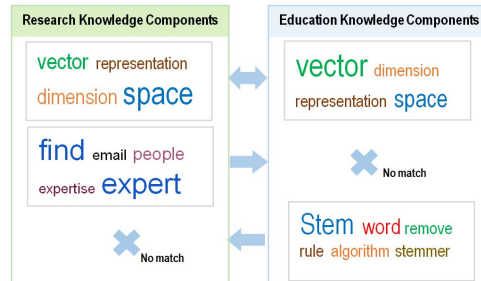 Research Knowledge Components
vector representation
dimension space
find email people
expertise expert
No match
Education Knowledge Components
vector dimension
representation space
No match
Stem word remove
rule algorithm stemmer